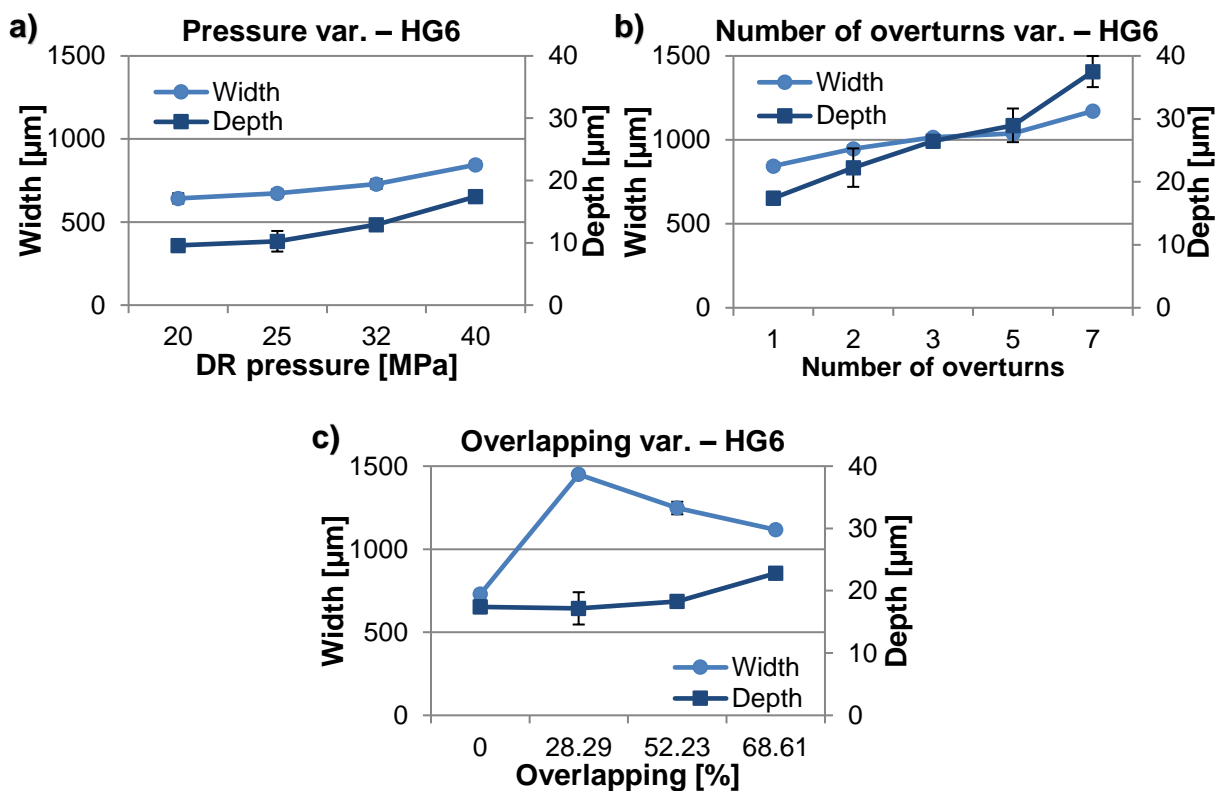 a) Pressure var. – HG6
1500
1000
500
0
Width [µm]
Width
Depth
40
30
20
10
0
Depth [µm]
20 25 32 40
DR pressure [MPa]
b) Number of overturns var. – HG6
1500
1000
500
0
Width [µm]
Width
Depth
40
30
20
10
0
Depth [µm]
1 2 3 5 7
Number of overturns
c) Overlapping var. – HG6
1500
1000
500
0
Width [µm]
40
30
20
10
0
Depth [µm]
Width
Depth
0 28.29 52.23 68.61
Overlapping [%]